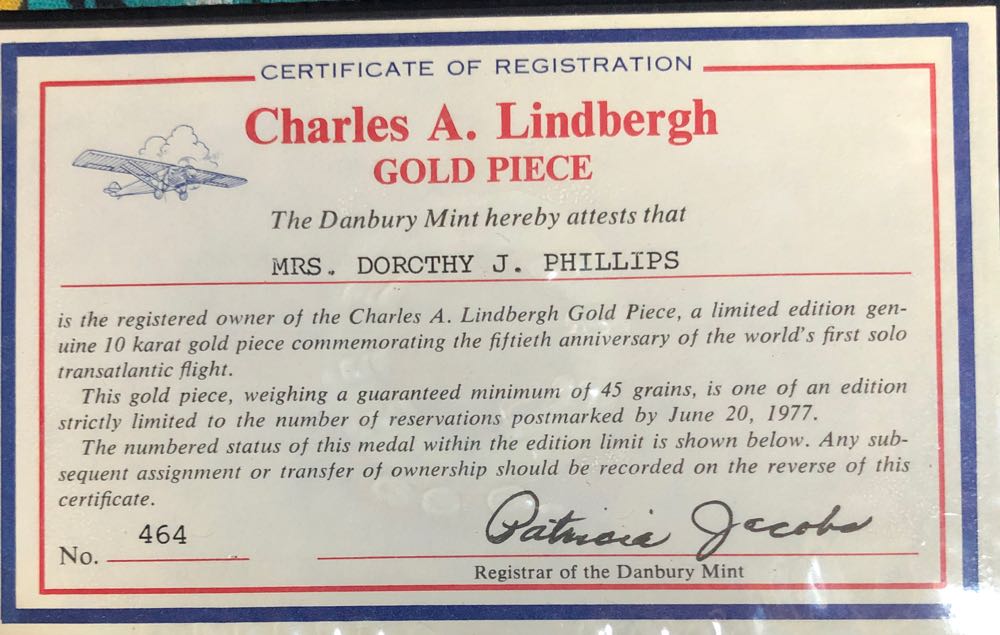 CERTIFICATE OF REGISTRATION
Charles A. Lindbergh
GOLD PIECE
The Danbury Mint hereby attests that
MRS. DOROTHY J. PHILLIPS
is the registered owner of the Charles A. Lindbergh Gold Piece, a limited edition gen-
uine 10 karat gold piece commemorating the fiftieth anniversary of the world's first solo
transatlantic flight.
This gold piece, weighing a guaranteed minimum of 45 grains, is one of an edition
strictly limited to the number of reservations postmarked by June 20, 1977.
The numbered status of this medal within the edition limit is shown below. Any sub-
sequent assignment or transfer of ownership should be recorded on the reverse of this
certificate.
No. 464
Patricia Jacobs
Registrar of the Danbury Mint